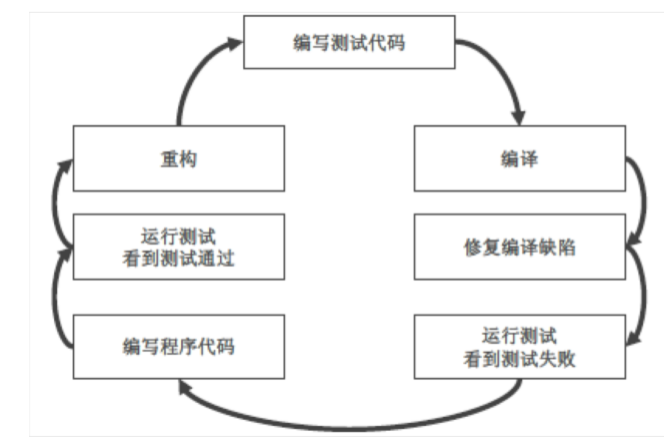 编写测试代码
重构
编译
运行测试
看到测试通过
修复编译缺陷
编写程序代码
运行测试
看到测试失败